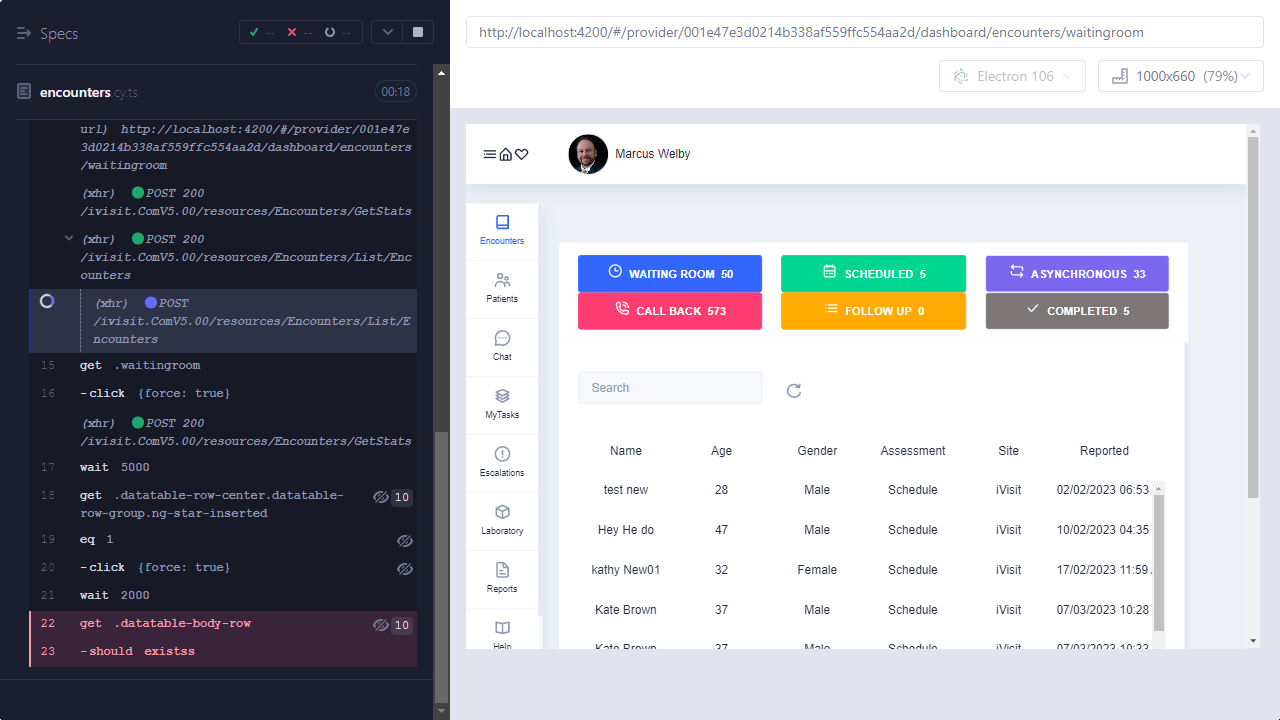 Specs
-- -- --
encounters.cy.ts
00:18
url) http://localhost:4200/#/provider/001e47e
3d0214b338af559ffc554aa2d/dashboard/encounters
/waitingroom
(xhr) POST 200
/ivisit.ComV5.00/resources/Encounters/GetStats
(xhr) POST 200
/ivisit.ComV5.00/resources/Encounters/List/Enc
ounters
(xhr) POST
/ivisit.ComV5.00/resources/Encounters/List/E
ncounters
15 get .waitingroom
16 -click {force: true}
(xhr) POST 200
/ivisit.ComV5.00/resources/Encounters/GetStats
17 wait 5000
18 get .datatable-row-center.datatable-
row-group.ng-star-inserted 10
19 eq 1
20 -click {force: true}
21 wait 2000
22 get .datatable-body-row 10
23 -should existss
http://localhost:4200/#/provider/001e47e3d0214b338af559ffc554aa2d/dashboard/encounters/waitingroom
Electron 106
1000x660 (79%)
Marcus Welby
Encounters
Patients
Chat
MyTasks
Escalations
Laboratory
Reports
Help
WAITING ROOM 50
SCHEDULED 5
ASYNCHRONOUS 33
CALL BACK 573
FOLLOW UP 0
COMPLETED 5
Search
Name Age Gender Assessment Site Reported
test new 28 Male Schedule iVisit 02/02/2023 06:53
Hey He do 47 Male Schedule iVisit 10/02/2023 04:35
kathy New01 32 Female Schedule iVisit 17/02/2023 11:59
Kate Brown 37 Male Schedule iVisit 07/03/2023 10:28
Kate Brown 37 Male Schedule iVisit 07/03/2023 10:33